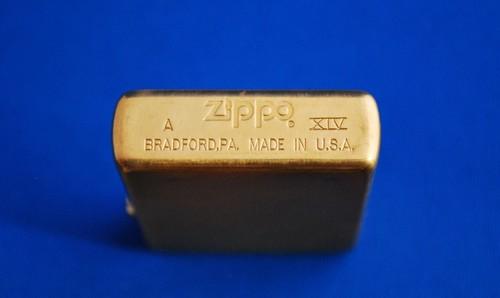 Zippo®
A XIV
BRADFORD,PA. MADE IN U.S.A.